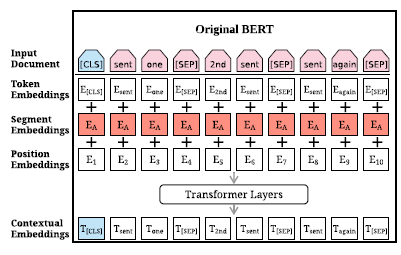 Original BERT
Input Document [CLS] sent one [SEP] 2nd sent [SEP] sent again [SEP]
Token Embeddings E[CLS] Esent Eone E[SEP] E2nd Esent E[SEP] Esent Eagain E[SEP]
+ + + + + + + + + +
Segment Embeddings EA EA EA EA EA EA EA EA EA EA
+ + + + + + + + + +
Position Embeddings E1 E2 E3 E4 E5 E6 E7 E8 E9 E10
Transformer Layers
Contextual Embeddings T[CLS] Tsent Tone T[SEP] T2nd Tsent T[SEP] Tsent Tagain T[SEP]